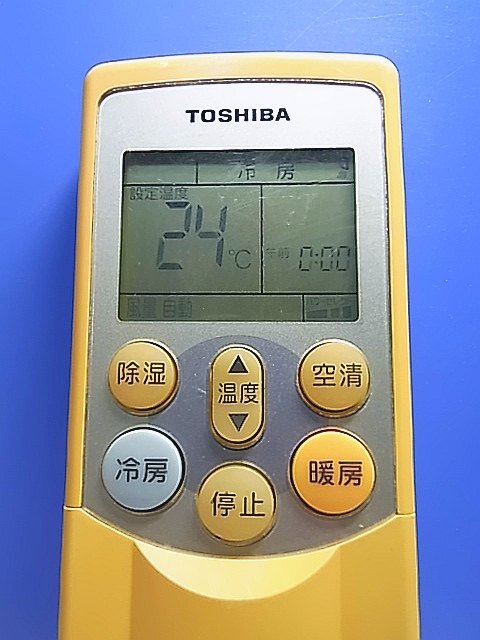 TOSHIBA
冷房
設定温度
24℃
午前 0:00
風量 自動
除湿
▲
温度
▼
空清
冷房
停止
暖房